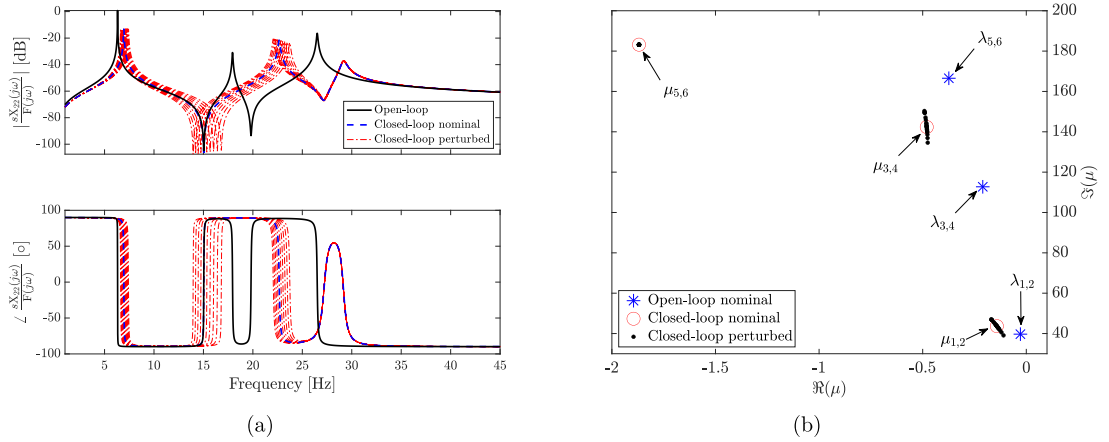 0
-20
-40
-60
-80
-100
|sX₂₂(jω)/F(jω)| [dB]
Open-loop
Closed-loop nominal
Closed-loop perturbed
100
50
0
-50
-100
∠ sX₂₂(jω)/F(jω) [○]
5 10 15 20 25 30 35 40 45
Frequency [Hz]
(a)
200
180
160
140
120
100
80
60
40
ℑ(μ)
λ₅,₆
μ₅,₆
μ₃,₄
λ₃,₄
λ₁,₂
μ₁,₂
Open-loop nominal
Closed-loop nominal
Closed-loop perturbed
-2 -1.5 -1 -0.5 0
ℜ(μ)
(b)